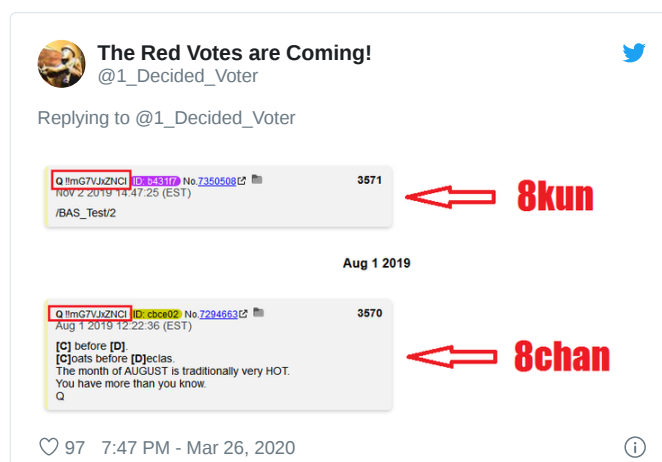 The Red Votes are Coming!
@1_Decided_Voter
Replying to @1_Decided_Voter
Q !!mG7VJxZNCI ID: b431f7 No.7350508 3571
Nov 2 2019 14:47:25 (EST)
/BAS_Test/2
8kun
Aug 1 2019
Q !!mG7VJxZNCI ID: cbce02 No.7294663 3570
Aug 1 2019 12:22:36 (EST)
[C] before [D].
[C]oats before [D]eclas.
The month of AUGUST is traditionally very HOT.
You have more than you know.
Q
8chan
97 7:47 PM - Mar 26, 2020